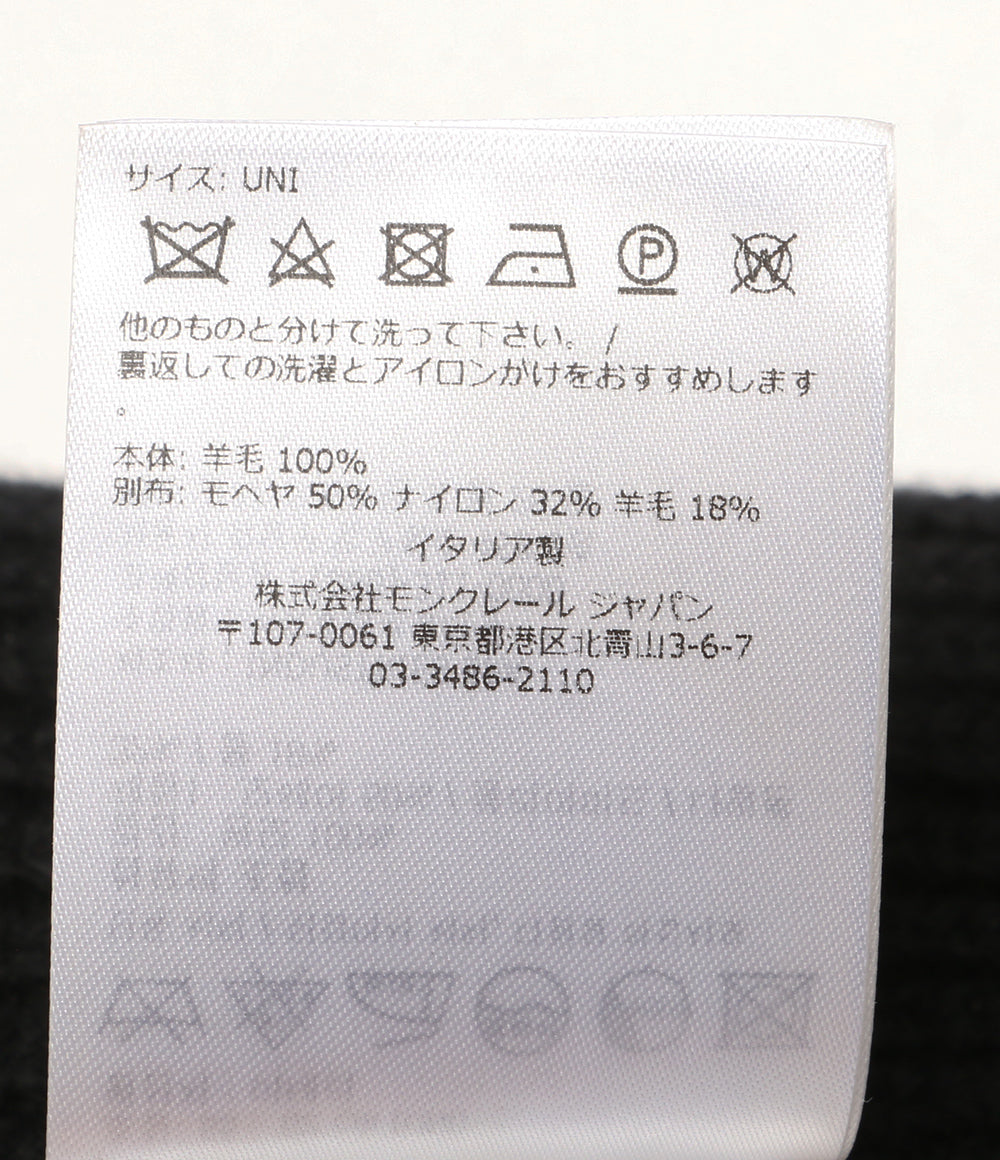 サイズ: UNI
P
W
他のものと分けて洗って下さい。 /
裏返しての洗濯とアイロンがけをおすすめします
。
本体: 羊毛 100%
別布: モヘヤ 50% ナイロン 32% 羊毛 18%
イタリア製
株式会社モンクレール ジャパン
〒107-0061 東京都港区北青山3-6-7
03-3486-2110